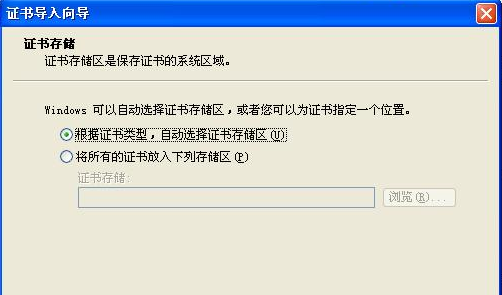 证书导入向导
证书存储
证书存储区是保存证书的系统区域。
Windows 可以自动选择证书存储区，或者您可以为证书指定一个位置。
根据证书类型，自动选择证书存储区(U)
将所有的证书放入下列存储区(P)
证书存储:
浏览(R)...